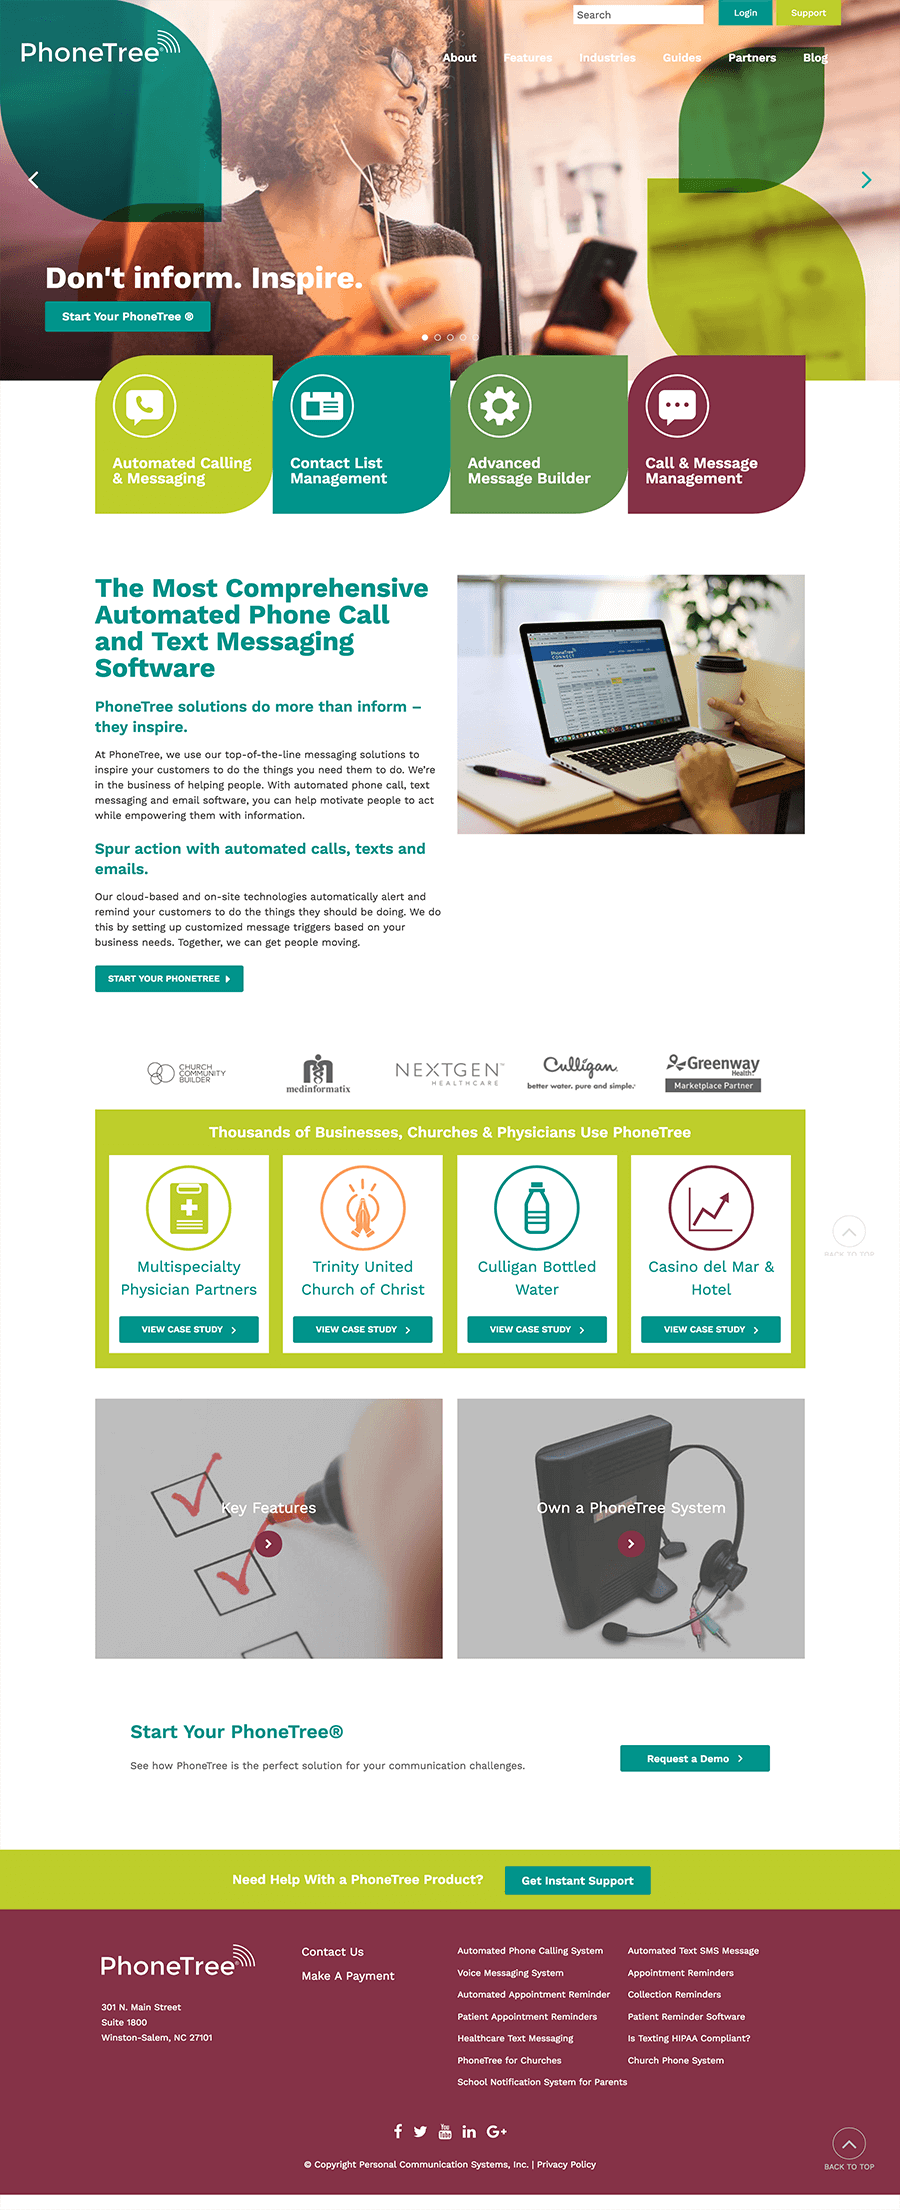 Search
Login
Support
PhoneTree
About
Features
Industries
Guides
Partners
Blog
Don't inform. Inspire.
Start Your PhoneTree ®
Automated Calling
& Messaging
Contact List
Management
Advanced
Message Builder
Call & Message
Management
The Most Comprehensive
Automated Phone Call
and Text Messaging
Software
PhoneTree solutions do more than inform –
they inspire.
At PhoneTree, we use our top-of-the-line messaging solutions to
inspire your customers to do the things you need them to do. We're
in the business of helping people. With automated phone call, text
messaging and email software, you can help motivate people to act
while empowering them with information.
Spur action with automated calls, texts and
emails.
Our cloud-based and on-site technologies automatically alert and
remind your customers to do the things they should be doing. We do
this by setting up customized message triggers based on your
business needs. Together, we can get people moving.
START YOUR PHONETREE
PhoneTree
CONNECT
CHURCH
COMMUNITY
BUILDER
medinformatix
NEXTGEN™
HEALTHCARE
Culligan.
better water. pure and simple.®
Greenway
Health.
Marketplace Partner
Thousands of Businesses, Churches & Physicians Use PhoneTree
Multispecialty
Physician Partners
VIEW CASE STUDY
Trinity United
Church of Christ
VIEW CASE STUDY
Culligan Bottled
Water
VIEW CASE STUDY
Casino del Mar &
Hotel
VIEW CASE STUDY
BACK TO TOP
Key Features
Own a PhoneTree System
Start Your PhoneTree®
See how PhoneTree is the perfect solution for your communication challenges.
Request a Demo
Need Help With a PhoneTree Product?
Get Instant Support
PhoneTree®
301 N. Main Street
Suite 1800
Winston-Salem, NC 27101
Contact Us
Make A Payment
Automated Phone Calling System
Voice Messaging System
Automated Appointment Reminder
Patient Appointment Reminders
Healthcare Text Messaging
PhoneTree for Churches
School Notification System for Parents
Automated Text SMS Message
Appointment Reminders
Collection Reminders
Patient Reminder Software
Is Texting HIPAA Compliant?
Church Phone System
You
Tube
© Copyright Personal Communication Systems, Inc. | Privacy Policy
BACK TO TOP